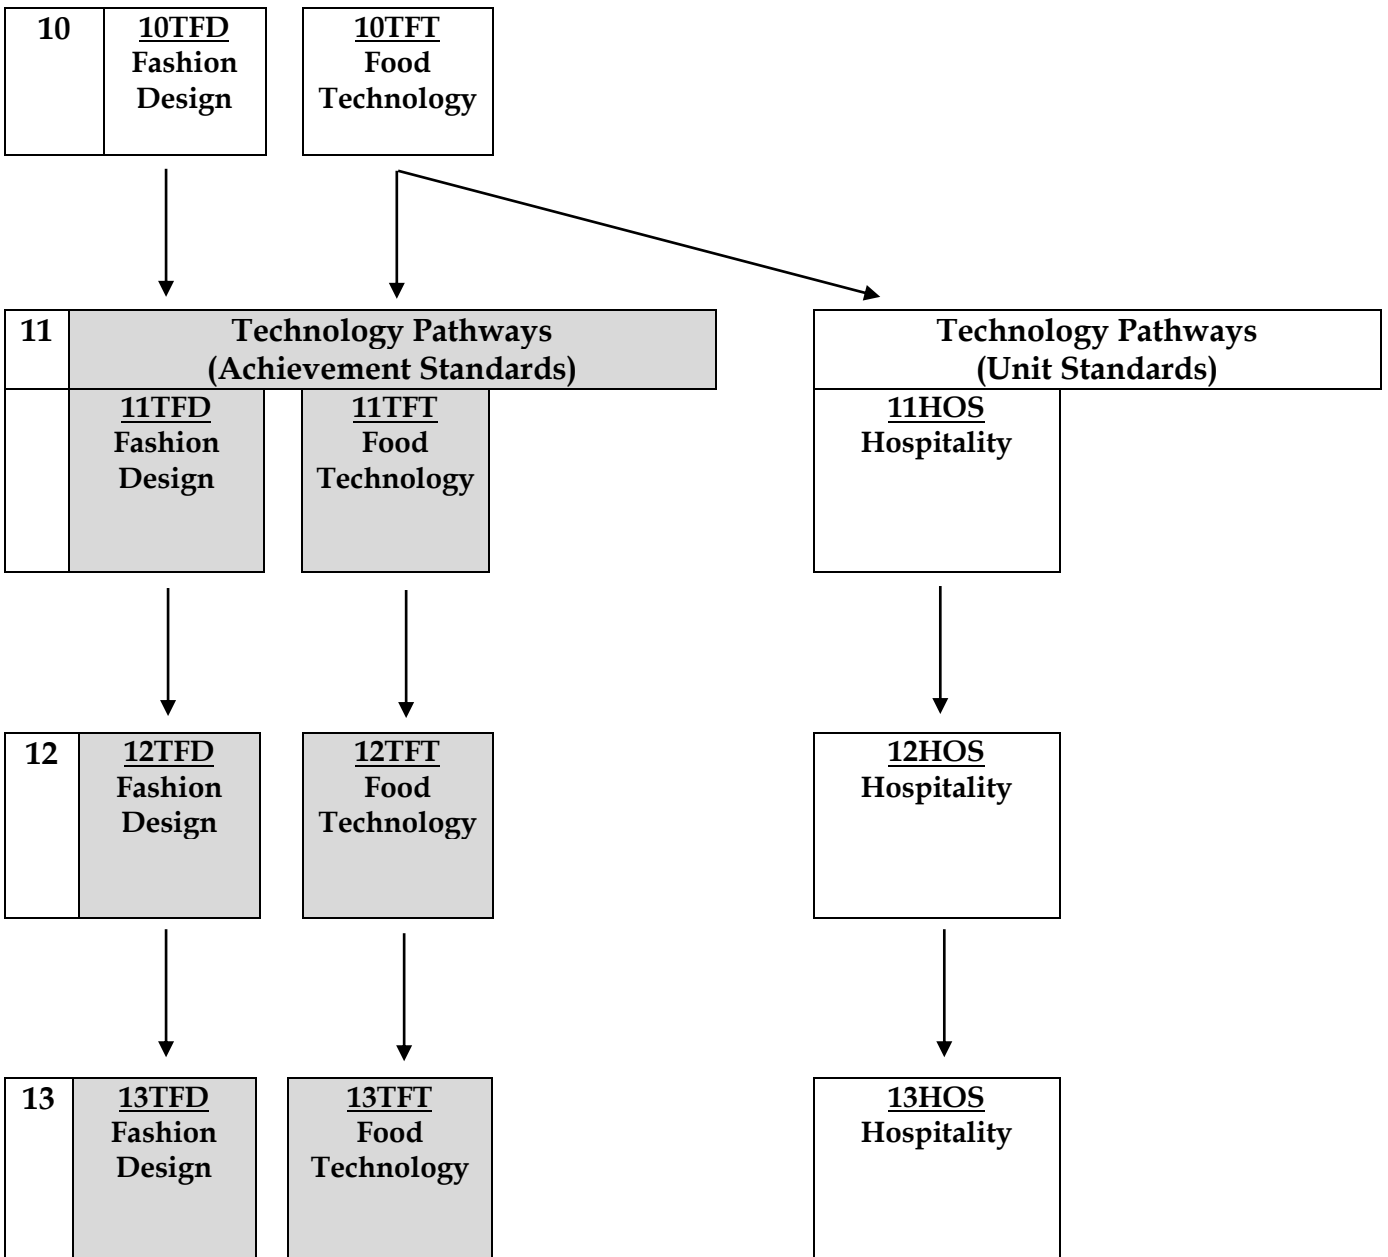 10
10TFD
Fashion
Design
10TFT
Food
Technology
11
Technology Pathways
(Achievement Standards)
Technology Pathways
(Unit Standards)
11TFD
Fashion
Design
11TFT
Food
Technology
11HOS
Hospitality
12
12TFD
Fashion
Design
12TFT
Food
Technology
12HOS
Hospitality
13
13TFD
Fashion
Design
13TFT
Food
Technology
13HOS
Hospitality